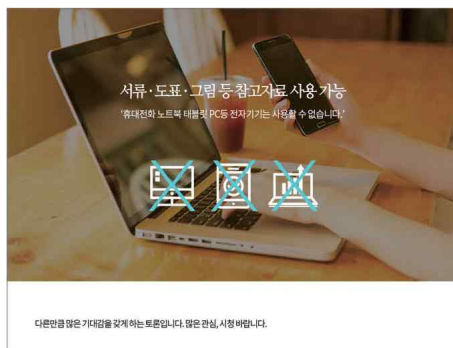 서류·도표·그림 등 참고자료 사용 가능
'휴대전화 노트북 태블릿 PC등 전자기기는 사용할 수 없습니다.'
다른만큼 많은 기대감을 갖게 하는 토론입니다. 많은 관심, 시청 바랍니다.